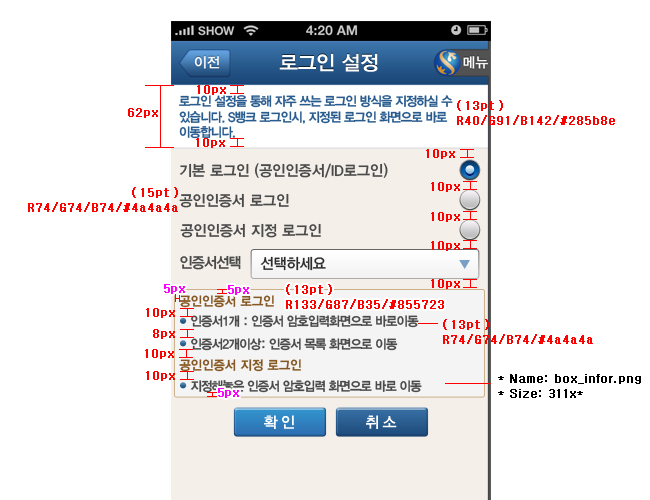 SHOW 4:20 AM
이전 로그인 설정 메뉴
10px
62px
로그인 설정을 통해 자주 쓰는 로그인 방식을 지정하실 수
있습니다. S뱅크 로그인시, 지정된 로그인 화면으로 바로
이동합니다.
(13pt)
R40/G91/B142/#285b8e
10px
10px
기본 로그인 (공인인증서/ID로그인)
10px
(15pt)
R74/G74/B74/#4a4a4a
공인인증서 로그인
10px
공인인증서 지정 로그인
10px
인증서선택 선택하세요
10px
5px 5px
(13pt)
R133/G87/B35/#855723
공인인증서 로그인
10px
인증서1개 : 인증서 암호입력화면으로 바로이동
(13pt)
R74/G74/B74/#4a4a4a
8px
인증서2개이상: 인증서 목록 화면으로 이동
10px
공인인증서 지정 로그인
10px
인증서 암호입력 화면으로 바로 이동
5px
* Name: box_infor.png
* Size: 311x*
확인 취소